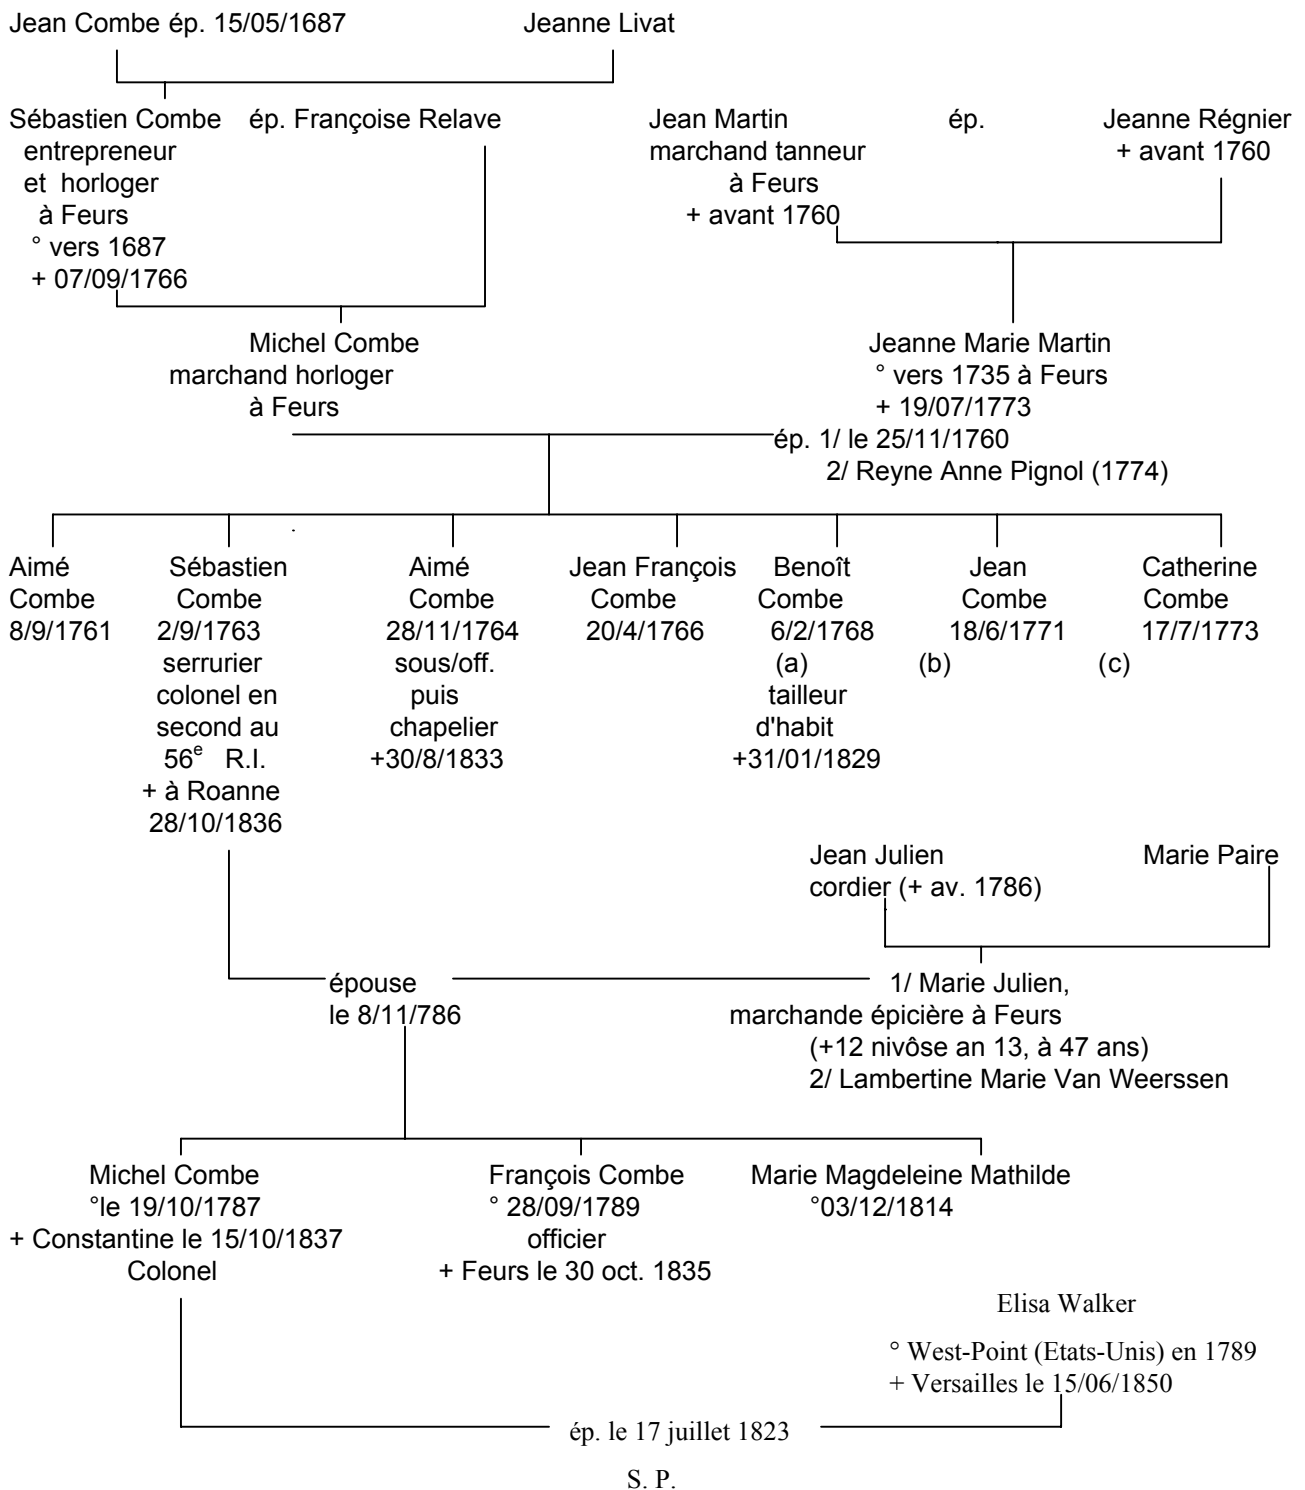 Jean Combe ép. 15/05/1687 Jeanne Livat
Sébastien Combe ép. Françoise Relave
entrepreneur
et horloger
à Feurs
° vers 1687
+ 07/09/1766
Jean Martin ép. Jeanne Régnier
marchand tanneur + avant 1760
à Feurs
+ avant 1760
Michel Combe
marchand horloger
à Feurs
Jeanne Marie Martin
° vers 1735 à Feurs
+ 19/07/1773
ép. 1/ le 25/11/1760
2/ Reyne Anne Pignol (1774)
Aimé
Combe
8/9/1761
Sébastien
Combe
2/9/1763
serrurier
colonel en
second au
56e R.I.
+ à Roanne
28/10/1836
Aimé
Combe
28/11/1764
sous/off.
puis
chapelier
+30/8/1833
Jean François
Combe
20/4/1766
Benoît
Combe
6/2/1768
(a)
tailleur
d'habit
+31/01/1829
Jean
Combe
18/6/1771
(b)
Catherine
Combe
17/7/1773
(c)
Jean Julien Marie Paire
cordier (+ av. 1786)
épouse
le 8/11/786
1/ Marie Julien,
marchande épicière à Feurs
(+12 nivôse an 13, à 47 ans)
2/ Lambertine Marie Van Weerssen
Michel Combe
°le 19/10/1787
+ Constantine le 15/10/1837
Colonel
François Combe
° 28/09/1789
officier
+ Feurs le 30 oct. 1835
Marie Magdeleine Mathilde
°03/12/1814
Elisa Walker
° West-Point (Etats-Unis) en 1789
+ Versailles le 15/06/1850
ép. le 17 juillet 1823
S. P.